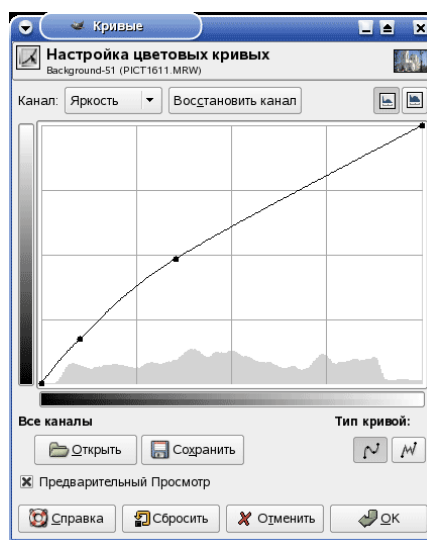 Кривые
Настройка цветовых кривых
Background-51 (PICT1611.MRW)
Канал: Яркость Восстановить канал
Все каналы Тип кривой:
Открыть Сохранить
Предварительный Просмотр
Справка Сбросить Отменить OK